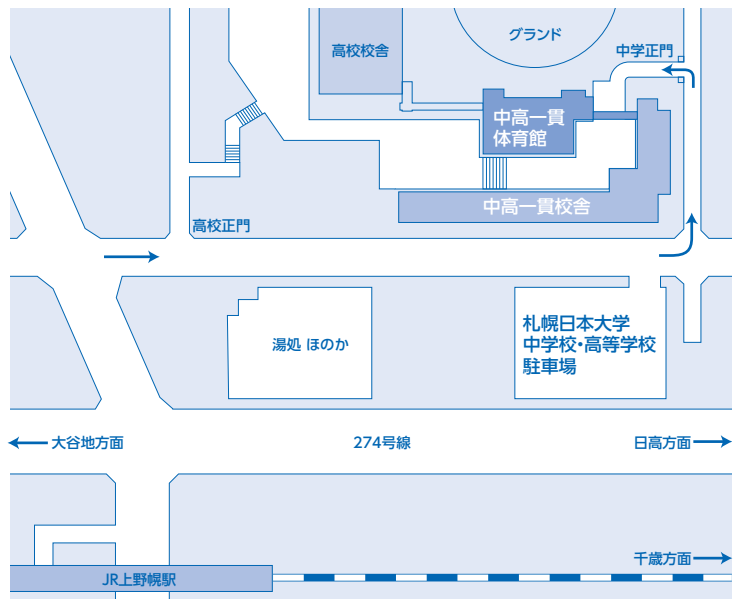 グランド
高校校舎
中学正門
中高一貫
体育館
中高一貫校舎
高校正門
札幌日本大学
中学校・高等学校
駐車場
湯処 ほのか
大谷地方面
274号線
日高方面
千歳方面
JR上野幌駅